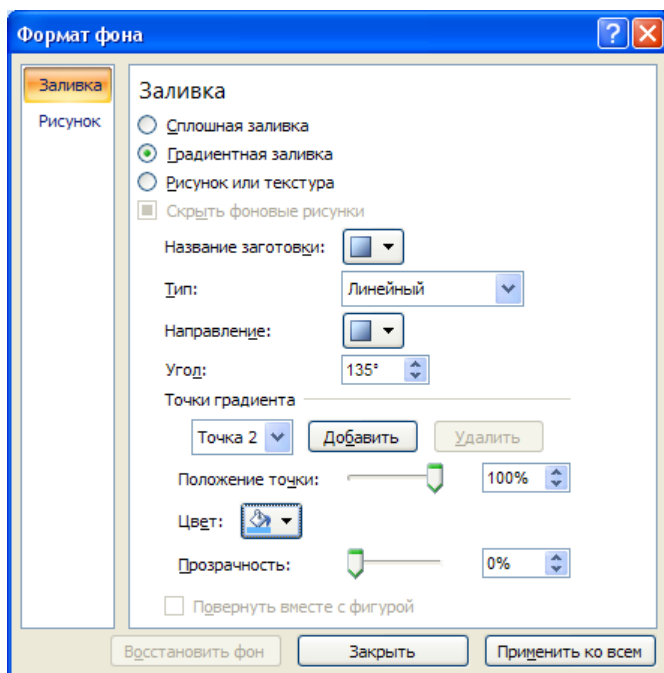 Формат фона
Заливка
Рисунок
Заливка
Сплошная заливка
Градиентная заливка
Рисунок или текстура
Скрыть фоновые рисунки
Название заготовки:
Тип: Линейный
Направление:
Угол: 135°
Точки градиента
Точка 2 Добавить Удалить
Положение точки: 100%
Цвет:
Прозрачность: 0%
Повернуть вместе с фигурой
Восстановить фон Закрыть Применить ко всем